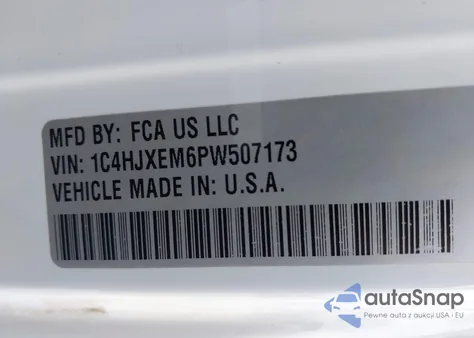 MFD BY: FCA US LLC
VIN: 1C4HJXEM6PW507173
VEHICLE MADE IN: U.S.A.
autoSnap
Pewne auta z aukcji USA i EU